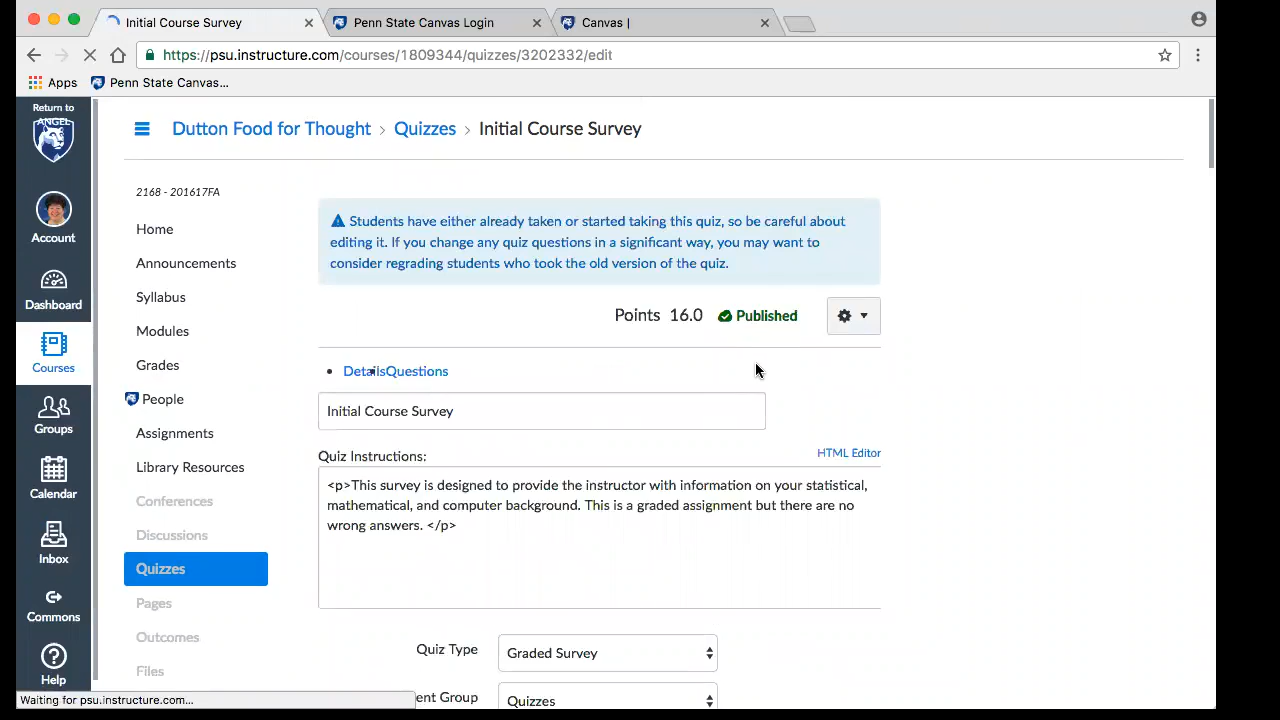 Initial Course Survey
Penn State Canvas Login
Canvas |
https://psu.instructure.com/courses/1809344/quizzes/3202332/edit
Apps
Penn State Canvas...
Return to
ANGEL
Account
Dashboard
Courses
Groups
Calendar
Inbox
Commons
Help
Dutton Food for Thought > Quizzes > Initial Course Survey
2168 - 201617FA
Home
Announcements
Syllabus
Modules
Grades
People
Assignments
Library Resources
Conferences
Discussions
Quizzes
Pages
Outcomes
Files
Students have either already taken or started taking this quiz, so be careful about
editing it. If you change any quiz questions in a significant way, you may want to
consider regrading students who took the old version of the quiz.
Points 16.0 Published
• Details • Questions
Initial Course Survey
Quiz Instructions:
HTML Editor
<p>This survey is designed to provide the instructor with information on your statistical,
mathematical, and computer background. This is a graded assignment but there are no
wrong answers. </p>
Quiz Type Graded Survey
ent Group Quizzes
Waiting for psu.instructure.com...